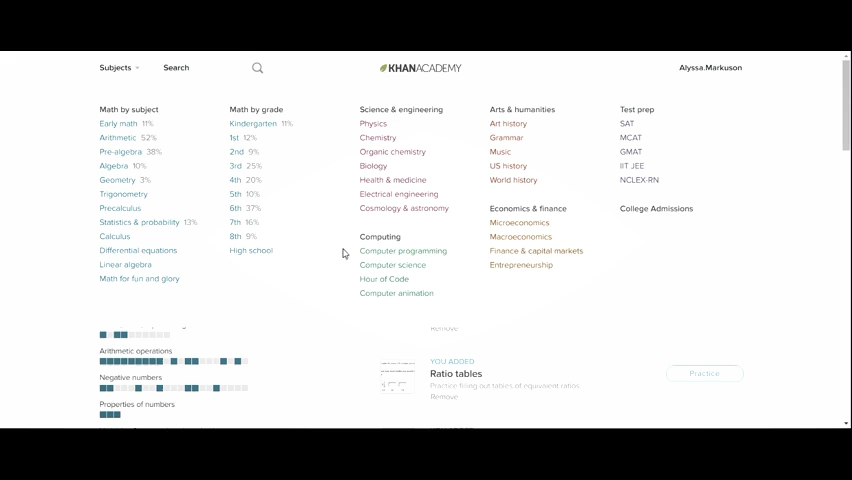 Subjects
Search
KHANACADEMY
Alyssa.Markuson
Math by subject
Early math 11%
Arithmetic 52%
Pre-algebra 38%
Algebra 10%
Geometry 3%
Trigonometry
Precalculus
Statistics & probability 13%
Calculus
Differential equations
Linear algebra
Math for fun and glory
Math by grade
Kindergarten 11%
1st 12%
2nd 9%
3rd 25%
4th 20%
5th 10%
6th 37%
7th 16%
8th 9%
High school
Science & engineering
Physics
Chemistry
Organic chemistry
Biology
Health & medicine
Electrical engineering
Cosmology & astronomy
Computing
Computer programming
Computer science
Hour of Code
Computer animation
Arts & humanities
Art history
Grammar
Music
US history
World history
Economics & finance
Microeconomics
Macroeconomics
Finance & capital markets
Entrepreneurship
Test prep
SAT
MCAT
GMAT
IIT JEE
NCLEX-RN
College Admissions
Arithmetic operations
Negative numbers
Properties of numbers
Remove
YOU ADDED
Ratio tables
Practice filling out tables of equivalent ratios.
Remove
Practice